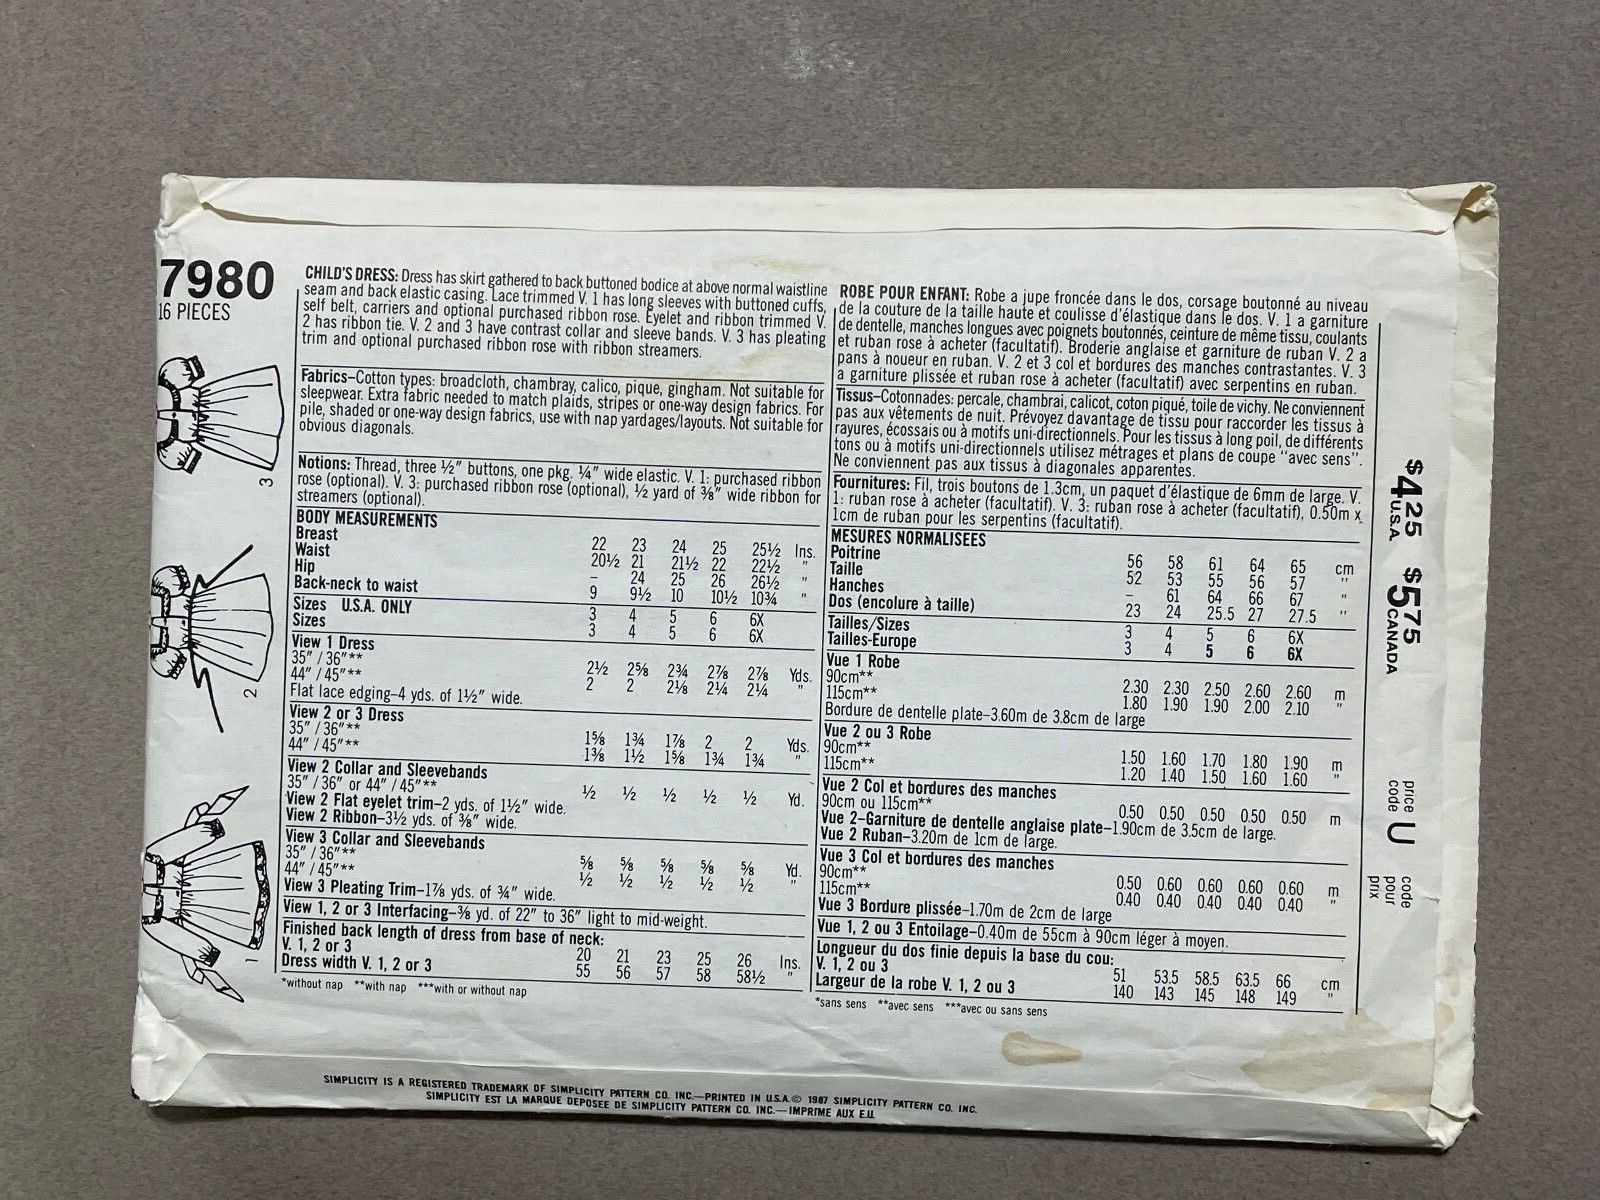 7980
16 PIECES
3
2
1
CHILD'S DRESS: Dress has skirt gathered to back buttoned bodice at above normal waistline
seam and back elastic casing. Lace trimmed V. 1 has long sleeves with buttoned cuffs,
self belt, carriers and optional purchased ribbon rose. Eyelet and ribbon trimmed V.
2 has ribbon tie. V. 2 and 3 have contrast collar and sleeve bands. V. 3 has pleating
trim and optional purchased ribbon rose with ribbon streamers.
Fabrics–Cotton types: broadcloth, chambray, calico, pique, gingham. Not suitable for
sleepwear. Extra fabric needed to match plaids, stripes or one-way design fabrics. For
pile, shaded or one-way design fabrics, use with nap yardages/layouts. Not suitable for
obvious diagonals.
Notions: Thread, three ½" buttons, one pkg. ¼" wide elastic. V. 1: purchased ribbon
rose (optional). V. 3: purchased ribbon rose (optional), ½ yard of ⅜" wide ribbon for
streamers (optional).
BODY MEASUREMENTS
Breast 22 23 24 25 25½ Ins.
Waist 20½ 21 21½ 22 22½ "
Hip – 24 25 26 26½ "
Back-neck to waist 9 9½ 10 10½ 10¾ "
Sizes U.S.A. ONLY 3 4 5 6 6X
Sizes 3 4 5 6 6X
View 1 Dress
35" / 36"** 2½ 2⅝ 2¾ 2⅞ 2⅞ Yds.
44" / 45"** 2 2 2⅛ 2¼ 2¼ "
Flat lace edging–4 yds. of 1½" wide.
View 2 or 3 Dress
35" / 36"** 1⅝ 1¾ 1⅞ 2 2 Yds.
44" / 45"** 1⅜ 1½ 1⅝ 1¾ 1¾ "
View 2 Collar and Sleevebands
35" / 36" or 44" / 45"** ½ ½ ½ ½ ½ Yd.
View 2 Flat eyelet trim–2 yds. of 1½" wide.
View 2 Ribbon–3½ yds. of ⅜" wide.
View 3 Collar and Sleevebands
35" / 36"** ⅝ ⅝ ⅝ ⅝ ⅝ Yd.
44" / 45"** ½ ½ ½ ½ ½ "
View 3 Pleating Trim–1⅞ yds. of ¾" wide.
View 1, 2 or 3 Interfacing–⅜ yd. of 22" to 36" light to mid-weight.
Finished back length of dress from base of neck:
V. 1, 2 or 3 20 21 23 25 26 Ins.
Dress width V. 1, 2 or 3 55 56 57 58 58½ "
*without nap **with nap ***with or without nap
ROBE POUR ENFANT: Robe a jupe froncée dans le dos, corsage boutonné au niveau
de la couture de la taille haute et coulisse d'élastique dans le dos. V. 1 a garniture
de dentelle, manches longues avec poignets boutonnés, ceinture de même tissu, coulants
et ruban rose à acheter (facultatif). Broderie anglaise et garniture de ruban V. 2 a
pans à noueur en ruban. V. 2 et 3 col et bordures des manches contrastantes. V. 3
a garniture plissée et ruban rose à acheter (facultatif) avec serpentins en ruban.
Tissus–Cotonnades: percale, chambrai, calicot, coton piqué, toile de vichy. Ne conviennent
pas aux vêtements de nuit. Prévoyez davantage de tissu pour raccorder les tissus à
rayures, écossais ou à motifs uni-directionnels. Pour les tissus à long poil, de différents
tons ou à motifs uni-directionnels utilisez métrages et plans de coupe "avec sens".
Ne conviennent pas aux tissus à diagonales apparentes.
Fournitures: Fil, trois boutons de 1.3cm, un paquet d'élastique de 6mm de large. V.
1: ruban rose à acheter (facultatif). V. 3: ruban rose à acheter (facultatif), 0.50m x
1cm de ruban pour les serpentins (facultatif).
MESURES NORMALISEES
Poitrine 56 58 61 64 65 cm
Taille 52 53 55 56 57 "
Hanches – 61 64 66 67 "
Dos (encolure à taille) 23 24 25.5 27 27.5 "
Tailles/Sizes 3 4 5 6 6X
Tailles-Europe 3 4 5 6 6X
Vue 1 Robe
90cm** 2.30 2.30 2.50 2.60 2.60 m
115cm** 1.80 1.90 1.90 2.00 2.10 "
Bordure de dentelle plate–3.60m de 3.8cm de large
Vue 2 ou 3 Robe
90cm** 1.50 1.60 1.70 1.80 1.90 m
115cm** 1.20 1.40 1.50 1.60 1.60 "
Vue 2 Col et bordures des manches
90cm ou 115cm** 0.50 0.50 0.50 0.50 0.50 m
Vue 2–Garniture de dentelle anglaise plate–1.90cm de 3.5cm de large.
Vue 2 Ruban–3.20m de 1cm de large.
Vue 3 Col et bordures des manches
90cm** 0.50 0.60 0.60 0.60 0.60 m
115cm** 0.40 0.40 0.40 0.40 0.40 "
Vue 3 Bordure plissée–1.70m de 2cm de large
Vue 1, 2 ou 3 Entoilage–0.40m de 55cm à 90cm léger à moyen.
Longueur du dos finie depuis la base du cou:
V. 1, 2 ou 3 51 53.5 58.5 63.5 66 cm
Largeur de la robe V. 1, 2 ou 3 140 143 145 148 149 "
*sans sens **avec sens ***avec ou sans sens
$4.25 U.S.A.
$5.75 CANADA
price code
U
code pour prix
SIMPLICITY IS A REGISTERED TRADEMARK OF SIMPLICITY PATTERN CO. INC.—PRINTED IN U.S.A.© 1987 SIMPLICITY PATTERN CO. INC.
SIMPLICITY EST LA MARQUE DEPOSEE DE SIMPLICITY PATTERN CO. INC.—IMPRIME AUX E.U.